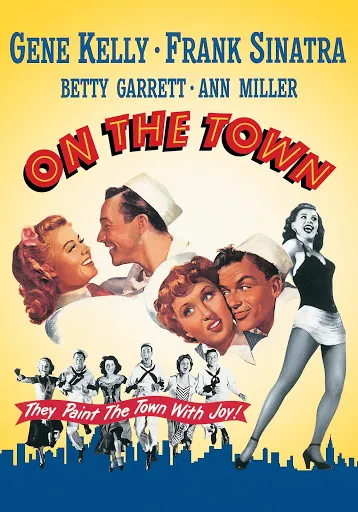 GENE KELLY · FRANK SINATRA
BETTY GARRETT · ANN MILLER
ON THE TOWN
They Paint The Town With Joy!